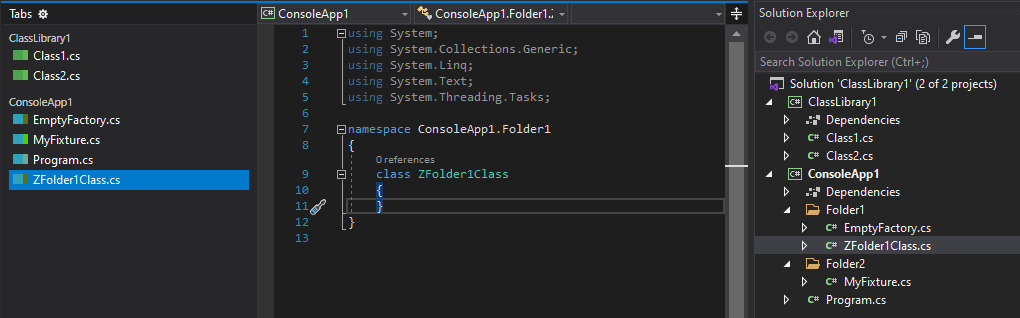 Tabs
ClassLibrary1
Class1.cs
Class2.cs
ConsoleApp1
EmptyFactory.cs
MyFixture.cs
Program.cs
ZFolder1Class.cs
C# ConsoleApp1
ConsoleApp1.Folder1.
1 using System;
2 using System.Collections.Generic;
3 using System.Linq;
4 using System.Text;
5 using System.Threading.Tasks;
6
7 namespace ConsoleApp1.Folder1
8 {
0 references
9 class ZFolder1Class
10 {
11 }
12 }
13
Solution Explorer
Search Solution Explorer (Ctrl+;)
Solution 'ClassLibrary1' (2 of 2 projects)
C# ClassLibrary1
Dependencies
C# Class1.cs
C# Class2.cs
C# ConsoleApp1
Dependencies
Folder1
C# EmptyFactory.cs
C# ZFolder1Class.cs
Folder2
C# MyFixture.cs
C# Program.cs